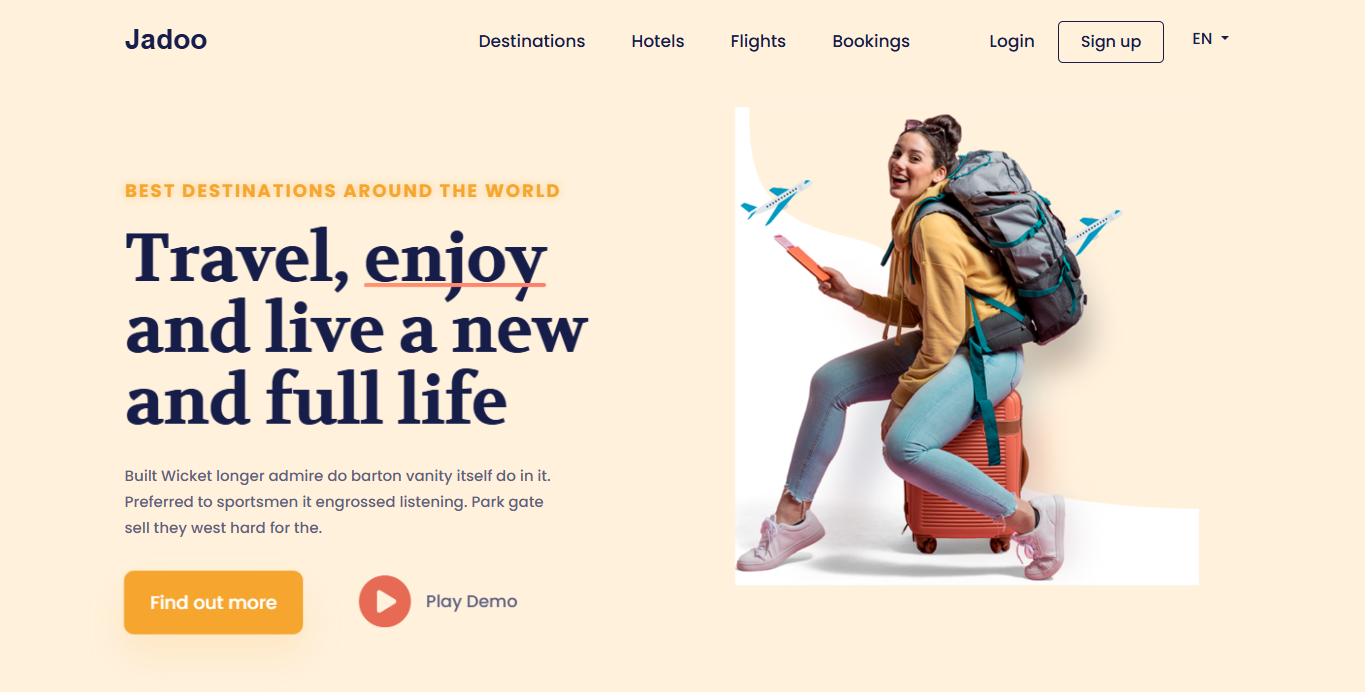 Jadoo
Destinations
Hotels
Flights
Bookings
Login
Sign up
EN
BEST DESTINATIONS AROUND THE WORLD
Travel, enjoy
and live a new
and full life
Built Wicket longer admire do barton vanity itself do in it.
Preferred to sportsmen it engrossed listening. Park gate
sell they west hard for the.
Find out more
Play Demo